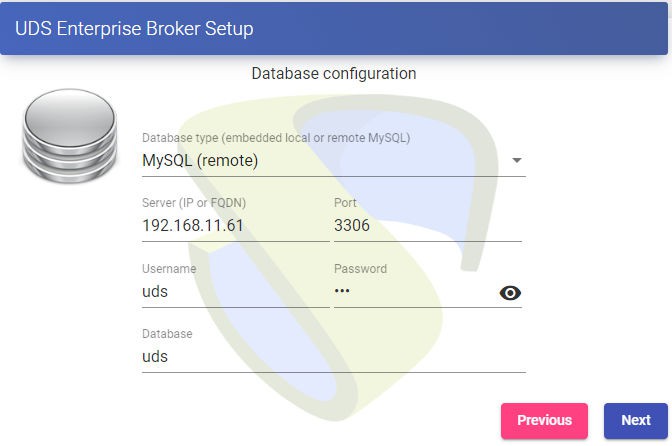 UDS Enterprise Broker Setup
Database configuration
Database type (embedded local or remote MySQL)
MySQL (remote)
Server (IP or FQDN) Port
192.168.11.61 3306
Username Password
uds •••
Database
uds
Previous Next